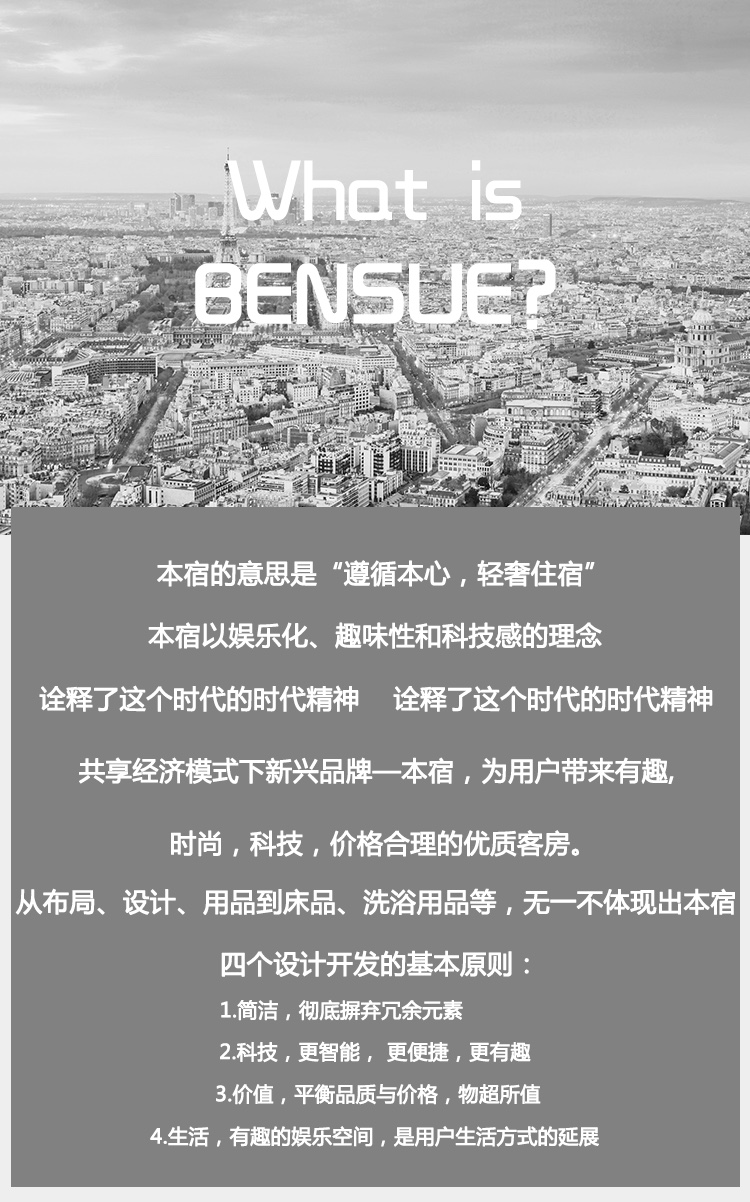 What is
BENSUE?
本宿的意思是“遵循本心，轻奢住宿”
本宿以娱乐化、趣味性和科技感的理念
诠释了这个时代的时代精神 诠释了这个时代的时代精神
共享经济模式下新兴品牌—本宿，为用户带来有趣,
时尚，科技，价格合理的优质客房。
从布局、设计、用品到床品、洗浴用品等，无一不体现出本宿
四个设计开发的基本原则：
1.简洁，彻底摒弃冗余元素
2.科技，更智能， 更便捷，更有趣
3.价值，平衡品质与价格，物超所值
4.生活，有趣的娱乐空间，是用户生活方式的延展